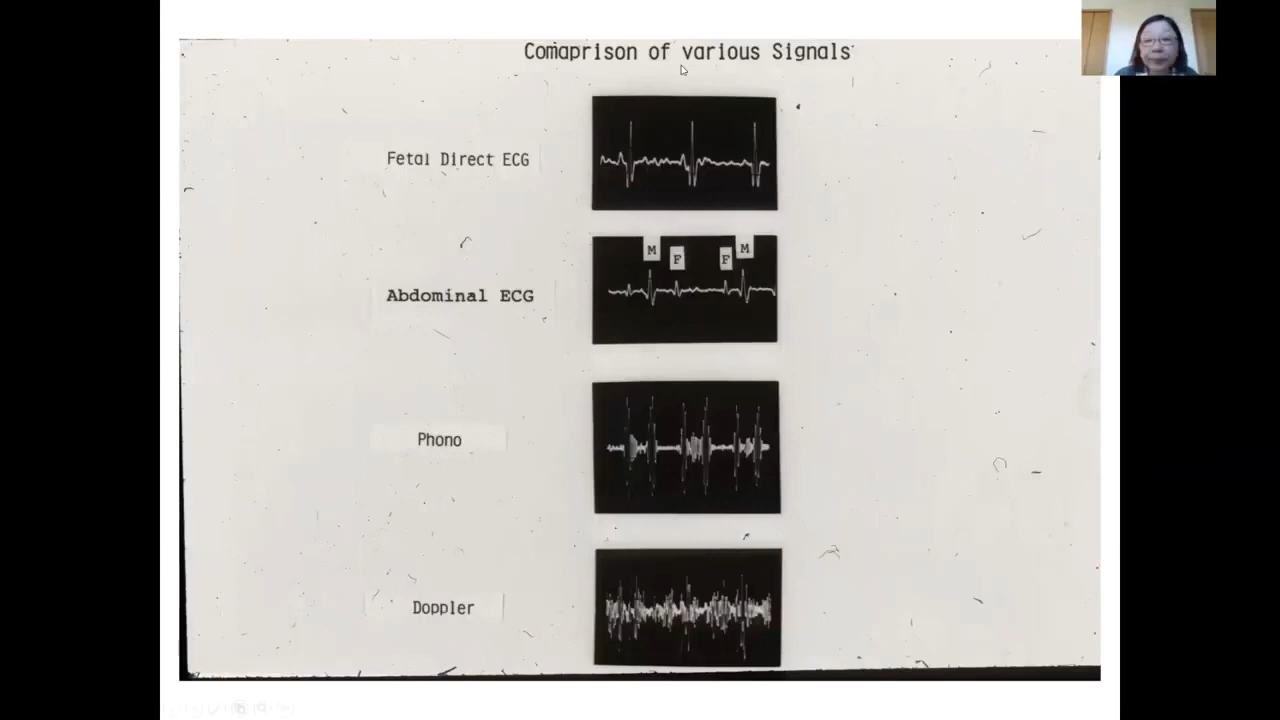 Comaprison of various Signals
Fetal Direct ECG
M
F
F
M
Abdominal ECG
Phono
Doppler